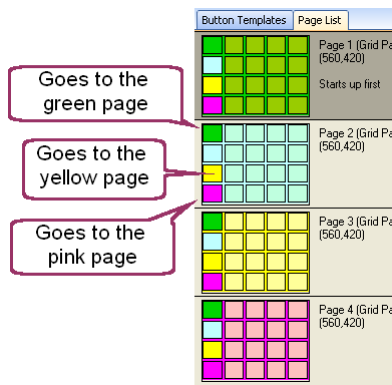 Button Templates Page List
Page 1 (Grid Pa
(560,420)
Starts up first
Goes to the
green page
Page 2 (Grid Pa
(560,420)
Goes to the
yellow page
Goes to the
pink page
Page 3 (Grid Pa
(560,420)
Page 4 (Grid Pa
(560,420)